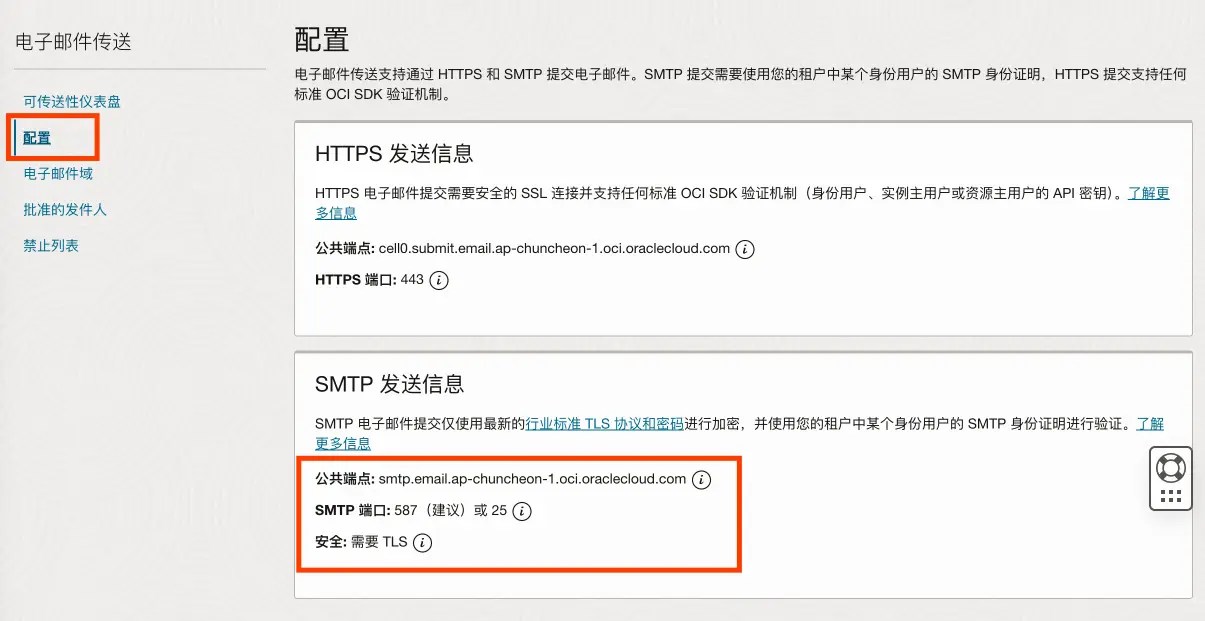 电子邮件传送
可传送性仪表盘
配置
电子邮件域
批准的发件人
禁止列表
配置
电子邮件传送支持通过 HTTPS 和 SMTP 提交电子邮件。SMTP 提交需要使用您的租户中某个身份用户的 SMTP 身份证明，HTTPS 提交支持任何
标准 OCI SDK 验证机制。
HTTPS 发送信息
HTTPS 电子邮件提交需要安全的 SSL 连接并支持任何标准 OCI SDK 验证机制（身份用户、实例主用户或资源主用户的 API 密钥）。了解更
多信息
公共端点: cell0.submit.email.ap-chuncheon-1.oci.oraclecloud.com
HTTPS 端口: 443
SMTP 发送信息
SMTP 电子邮件提交仅使用最新的行业标准 TLS 协议和密码进行加密，并使用您的租户中某个身份用户的 SMTP 身份证明进行验证。了解
更多信息
公共端点: smtp.email.ap-chuncheon-1.oci.oraclecloud.com
SMTP 端口: 587（建议）或 25
安全: 需要 TLS